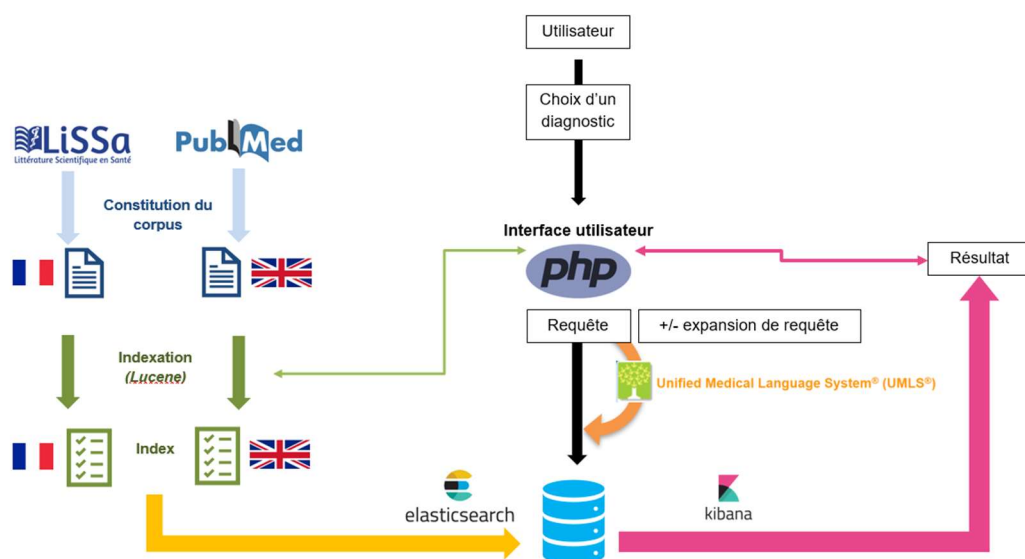 Utilisateur
Choix d'un
diagnostic
LiSSa
Littérature Scientifique en Santé
PubMed
Constitution du
corpus
Interface utilisateur
php
Résultat
Requête
+/- expansion de requête
Indexation
(Lucene)
Unified Medical Language System® (UMLS®)
Index
elasticsearch
kibana